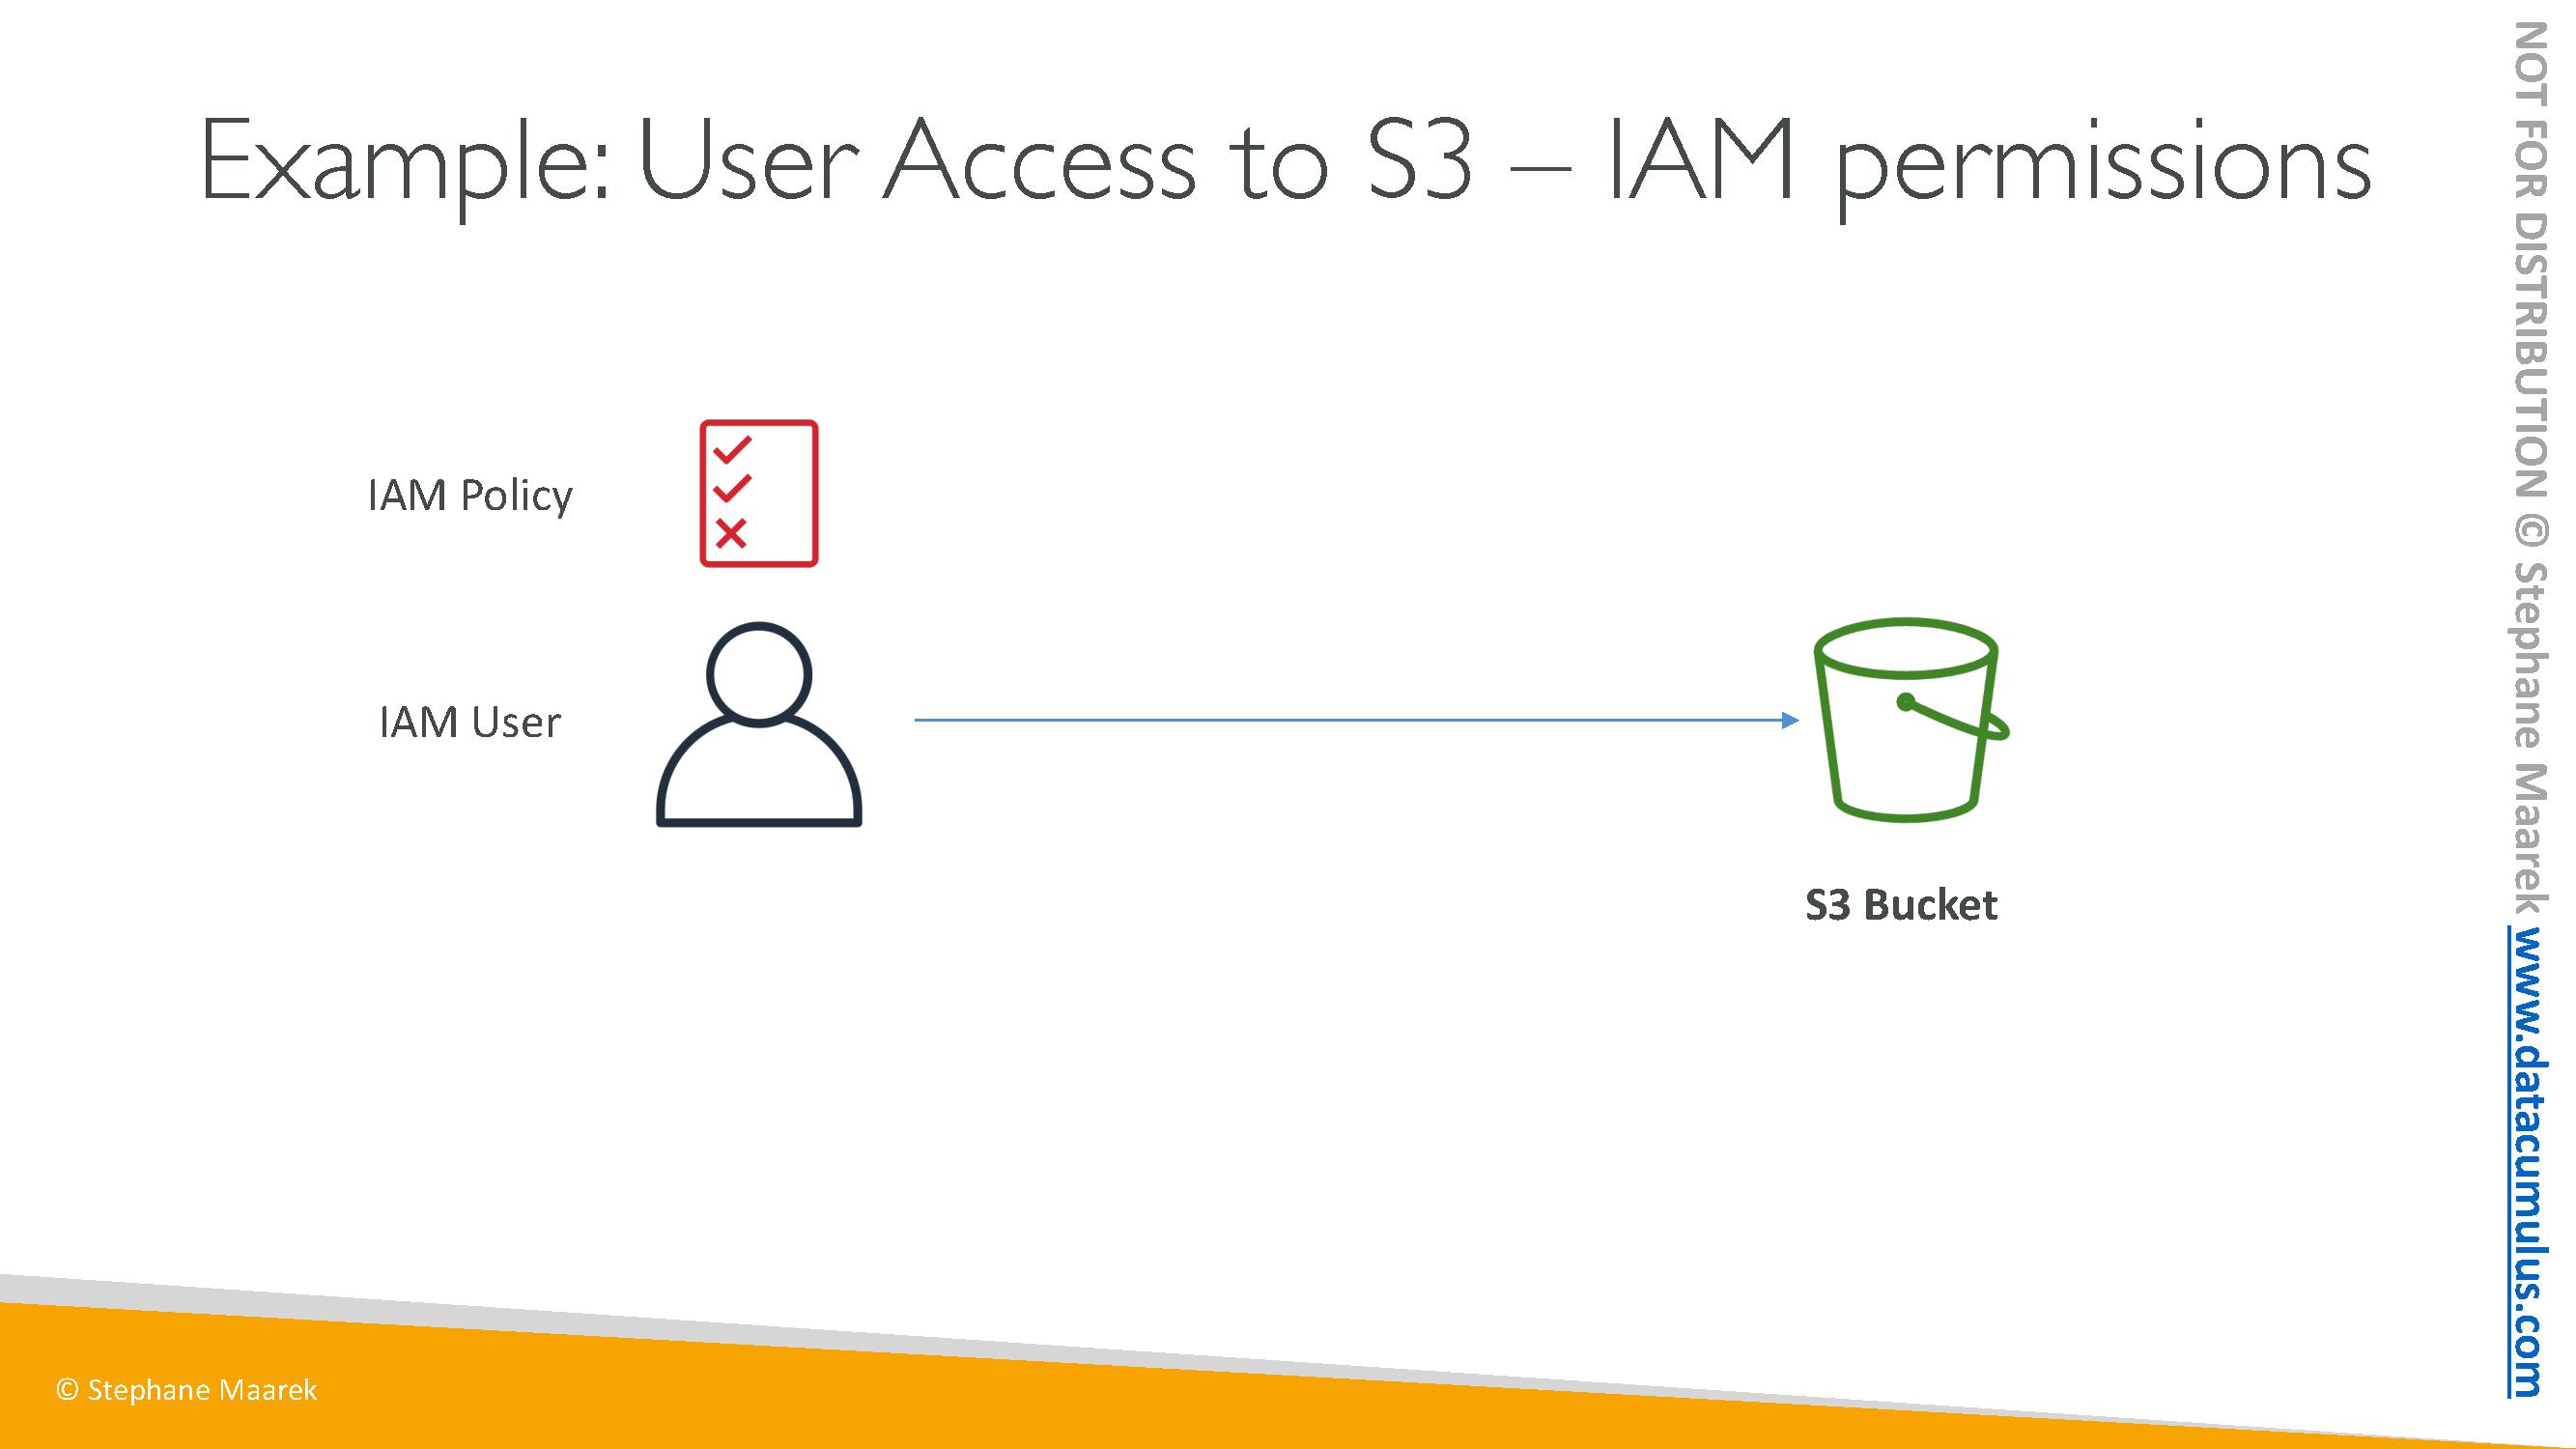 Example: User Access to S3 – IAM permissions
IAM Policy
IAM User
S3 Bucket
© Stephane Maarek
NOT FOR DISTRIBUTION © Stephane Maarek www.datacumulus.com